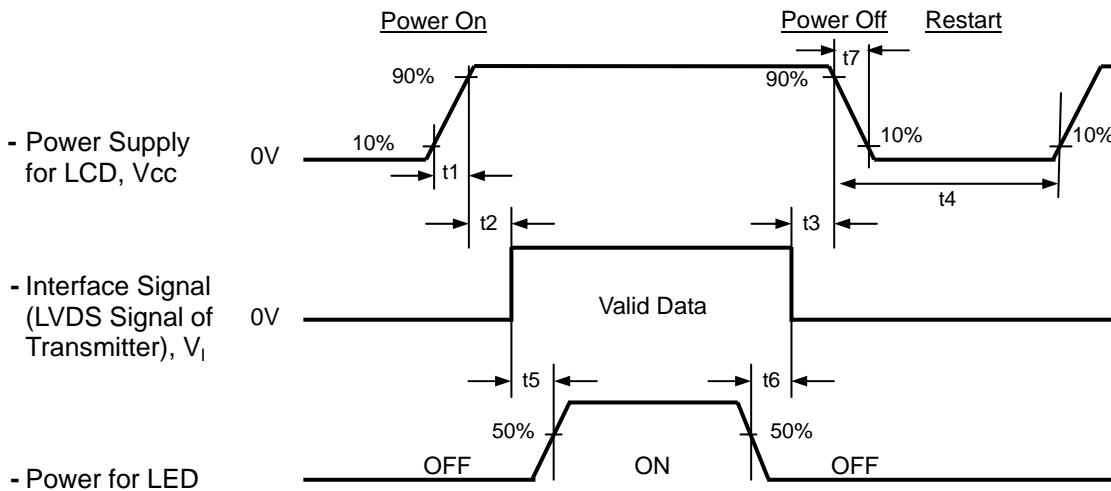 Power On
Power Off
Restart
t7
90%
90%
- Power Supply
for LCD, Vcc
0V
10%
10%
10%
t1
t4
t2
t3
- Interface Signal
(LVDS Signal of
Transmitter), VI
0V
Valid Data
t5
t6
50%
50%
- Power for LED
OFF
ON
OFF